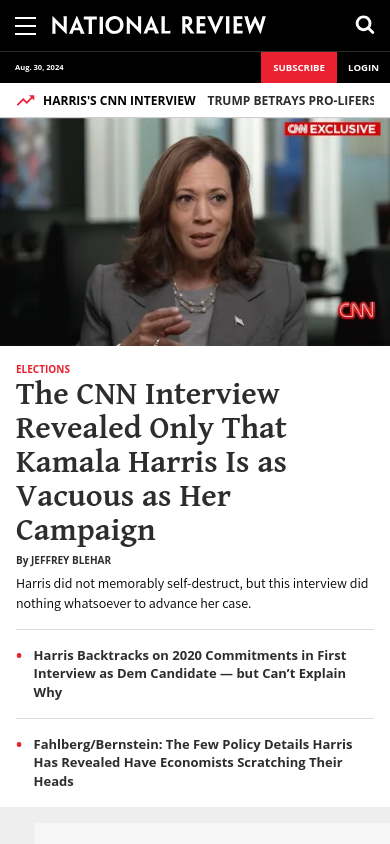 NATIONAL REVIEW
Aug. 30, 2024
SUBSCRIBE
LOGIN
HARRIS'S CNN INTERVIEW
TRUMP BETRAYS PRO-LIFERS
CNN EXCLUSIVE
CNN
ELECTIONS
The CNN Interview
Revealed Only That
Kamala Harris Is as
Vacuous as Her
Campaign
By JEFFREY BLEHAR
Harris did not memorably self-destruct, but this interview did
nothing whatsoever to advance her case.
• Harris Backtracks on 2020 Commitments in First
Interview as Dem Candidate — but Can’t Explain
Why
• Fahlberg/Bernstein: The Few Policy Details Harris
Has Revealed Have Economists Scratching Their
Heads